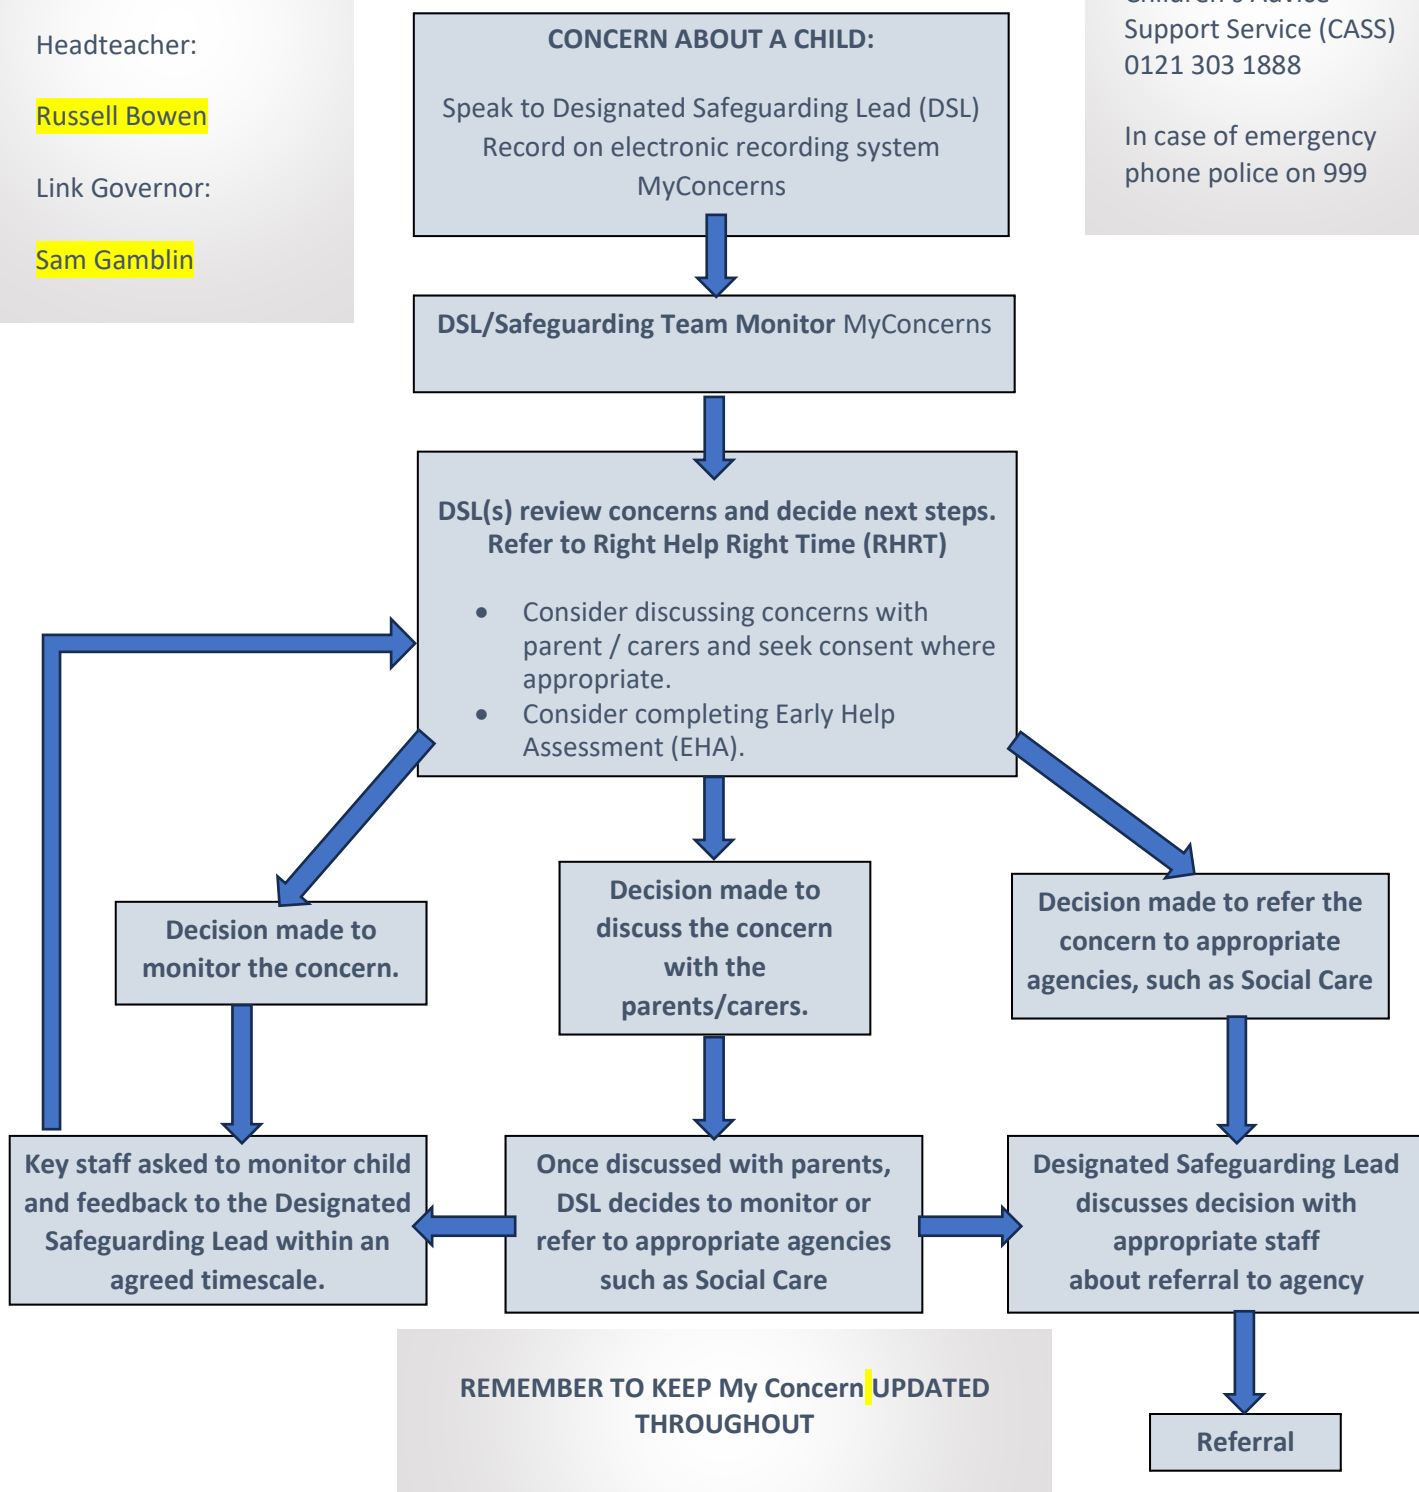 Headteacher:
Russell Bowen
Link Governor:
Sam Gamblin
CONCERN ABOUT A CHILD:
Speak to Designated Safeguarding Lead (DSL)
Record on electronic recording system
MyConcerns
Children's Advice
Support Service (CASS)
0121 303 1888
In case of emergency
phone police on 999
DSL/Safeguarding Team Monitor MyConcerns
DSL(s) review concerns and decide next steps.
Refer to Right Help Right Time (RHRT)
• Consider discussing concerns with
parent / carers and seek consent where
appropriate.
• Consider completing Early Help
Assessment (EHA).
Decision made to
monitor the concern.
Decision made to
discuss the concern
with the
parents/carers.
Decision made to refer the
concern to appropriate
agencies, such as Social Care
Key staff asked to monitor child
and feedback to the Designated
Safeguarding Lead within an
agreed timescale.
Once discussed with parents,
DSL decides to monitor or
refer to appropriate agencies
such as Social Care
Designated Safeguarding Lead
discusses decision with
appropriate staff
about referral to agency
REMEMBER TO KEEP My Concern UPDATED
THROUGHOUT
Referral